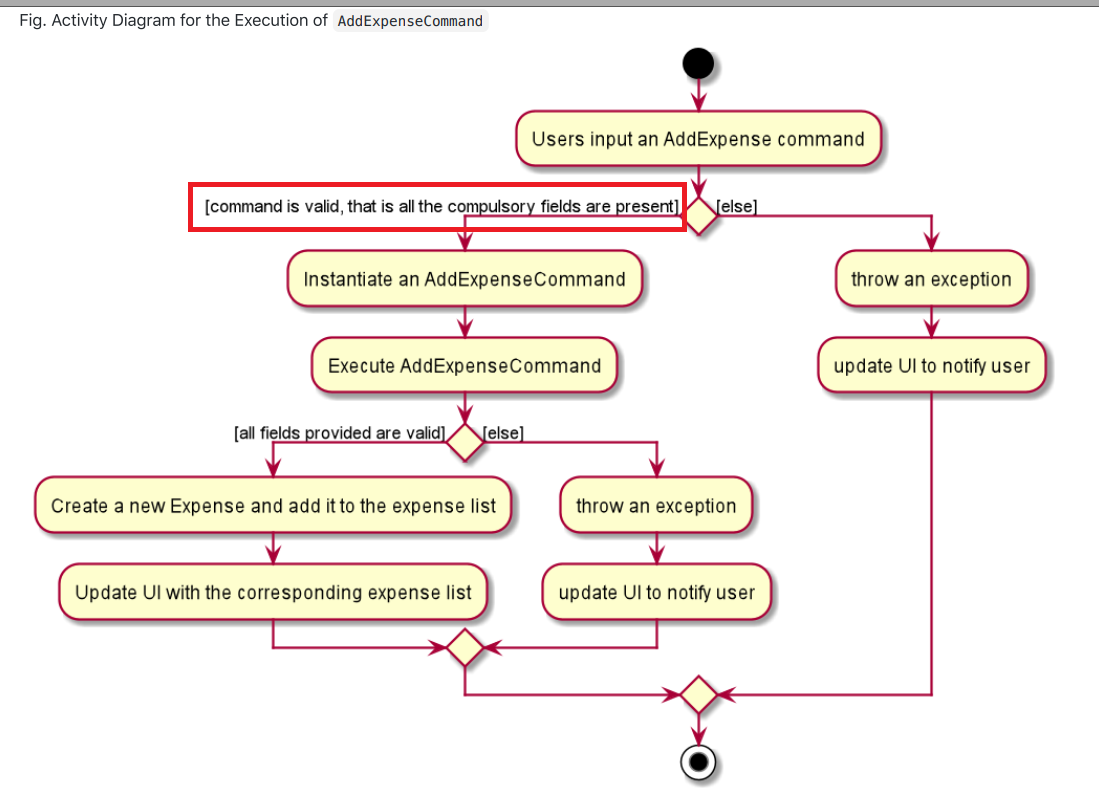 Fig. Activity Diagram for the Execution of AddExpenseCommand
Users input an AddExpense command
[command is valid, that is all the compulsory fields are present]
[else]
Instantiate an AddExpenseCommand
throw an exception
Execute AddExpenseCommand
update UI to notify user
[all fields provided are valid]
[else]
Create a new Expense and add it to the expense list
throw an exception
Update UI with the corresponding expense list
update UI to notify user